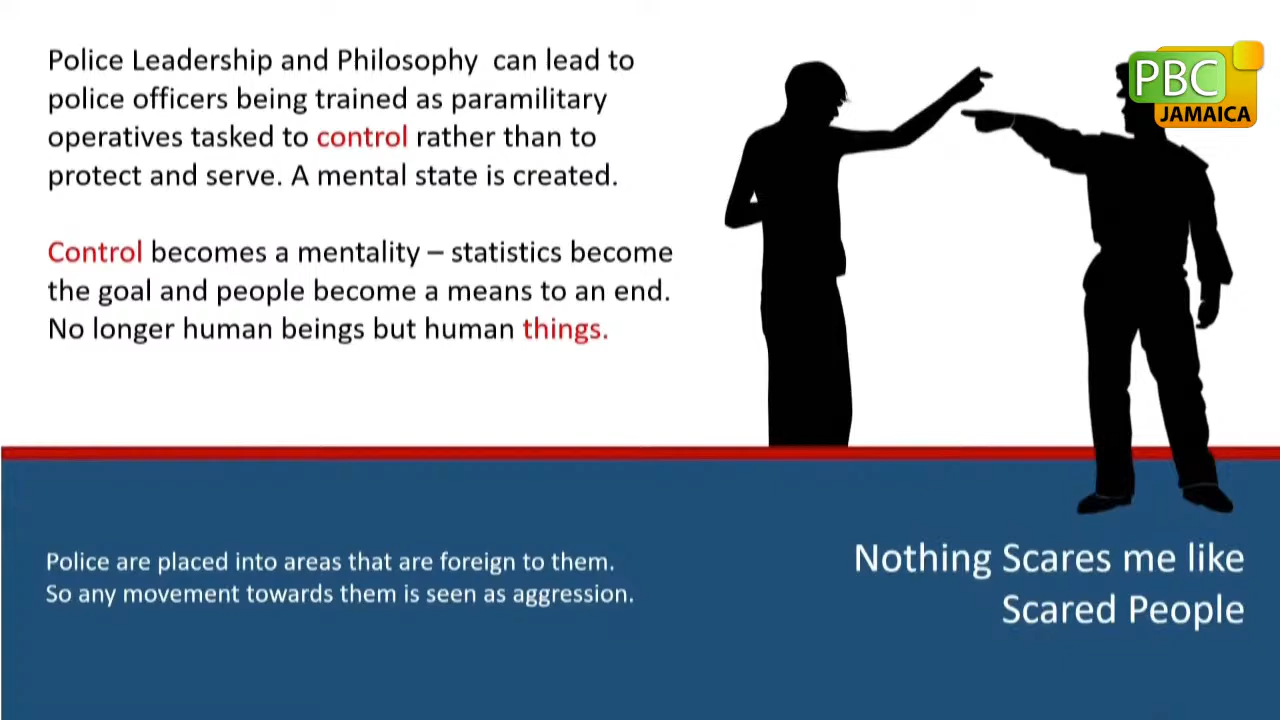 Police Leadership and Philosophy  can lead to
police officers being trained as paramilitary
operatives tasked to control rather than to
protect and serve. A mental state is created.
Control becomes a mentality – statistics become
the goal and people become a means to an end.
No longer human beings but human things.
PBC
JAMAICA
Police are placed into areas that are foreign to them.
So any movement towards them is seen as aggression.
Nothing Scares me like
Scared People